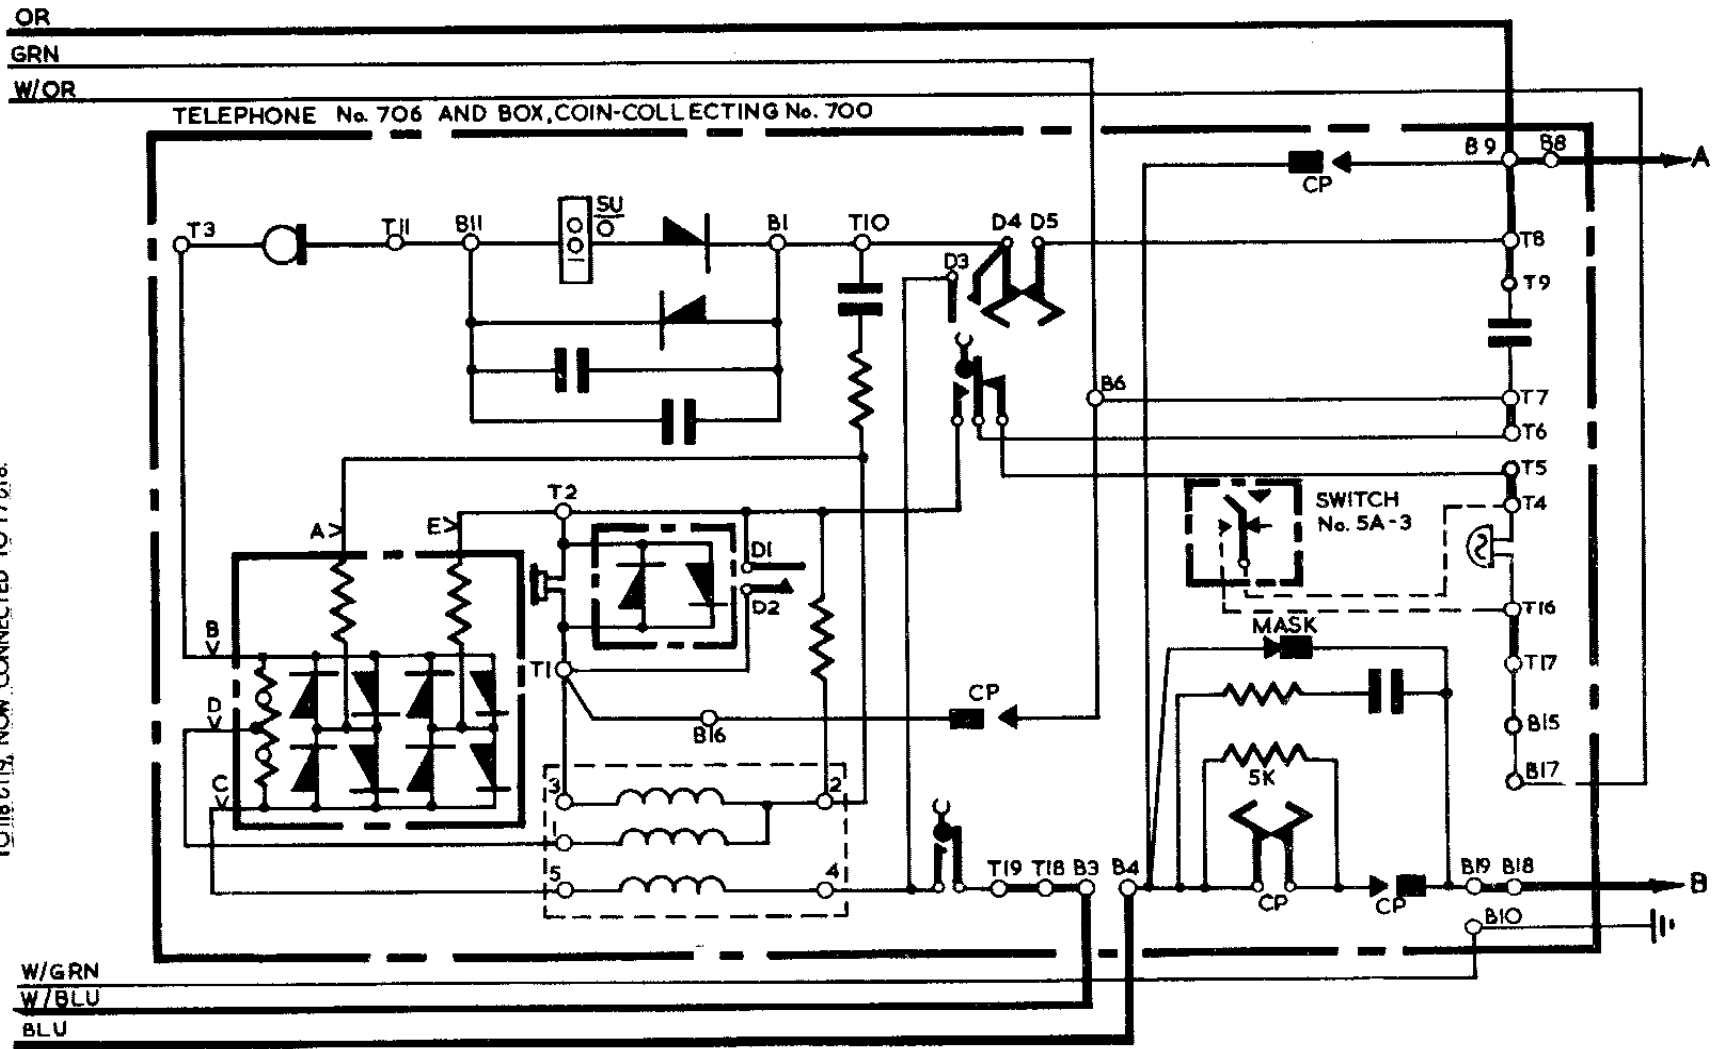 OR
GRN
W/OR
TELEPHONE No. 706 AND BOX, COIN-COLLECTING No. 700
B9 B8 A
CP
T3 T11 B11 SU B1 T10 D4 D5 T8
D3
T9
B6 T7
T6
T5
T2
SWITCH
No. 5A-3
T4
A E
D1
D2
T16
B
MASK
T1 T17
D
CP
B16
B15
C
3 2
5K
B17
1
5 4
T19 T18 B3 B4
CP CP
B19 B18 B
B10
W/GRN
W/BLU
BLU
NOW CONNECTED TO